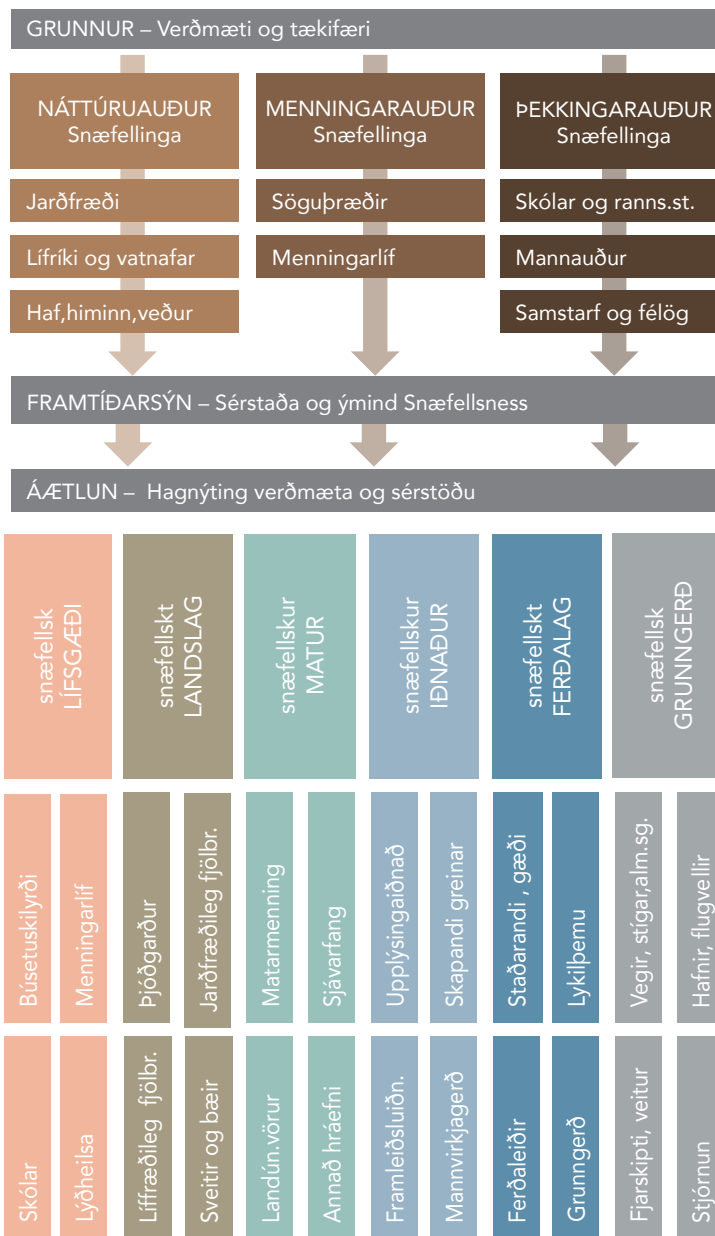 GRUNNUR – Verðmæti og tækifæri
NÁTTÚRUAUÐUR
Snæfellinga
MENNINGARAUÐUR
Snæfellinga
ÞEKKINGARAUÐUR
Snæfellinga
Jarðfræði
Söguþræðir
Skólar og ranns.st.
Lífríki og vatnafar
Menningarlíf
Mannauður
Haf,himinn,veður
Samstarf og félög
FRAMTÍÐARSÝN – Sérstaða og ýmind Snæfellsness
ÁÆTLUN – Hagnýting verðmæta og sérstöðu
snæfellsk
LÍFSGÆÐI
snæfellskt
LANDSLAG
snæfellskur
MATUR
snæfellskur
IÐNAÐUR
snæfellskt
FERÐALAG
snæfellsk
GRUNNGERÐ
Búsetuskilyrði
Menningarlíf
Þjóðgarður
Jarðfræðileg fjölbr.
Matarmenning
Sjávarfang
Upplýsingaiðnað
Skapandi greinar
Staðarandi , gæði
Lykilþemu
Vegir, stígar,alm.sg.
Hafnir, flugvellir
Skólar
Lýðheilsa
Líffræðileg fjölbr.
Sveitir og bæir
Landún.vörur
Annað hráefni
Framleiðsluiðn.
Mannvirkjagerð
Ferðaleiðir
Grunngerð
Fjarskipti, veitur
Stjórnun